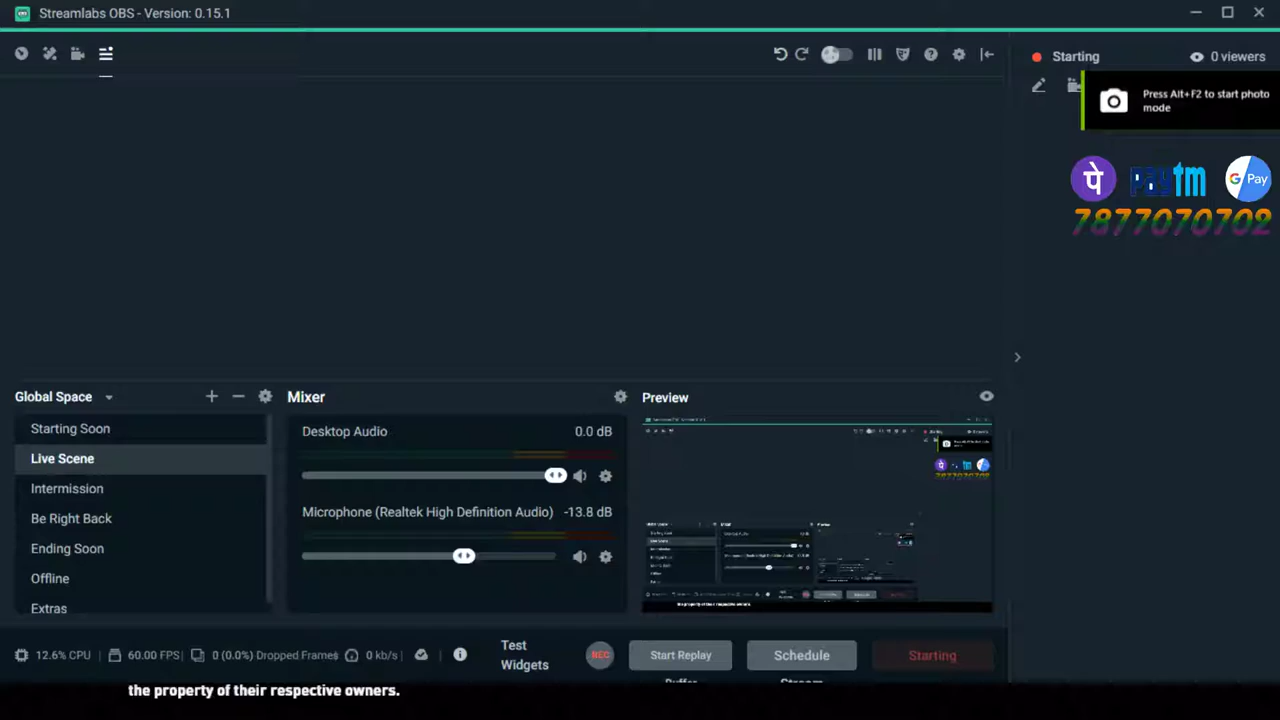 Streamlabs OBS - Version: 0.15.1
Starting
0 viewers
Press Alt+F2 to start photo
mode
पे
paytm
G Pay
7877070702
Global Space
Starting Soon
Live Scene
Intermission
Be Right Back
Ending Soon
Offline
Extras
Mixer
Desktop Audio 0.0 dB
Microphone (Realtek High Definition Audio) -13.8 dB
Preview
12.6% CPU
60.00 FPS
0 (0.0%) Dropped Frames
0 kb/s
Test
Widgets
REC
Start Replay
Buffer
Schedule
Stream
Starting
the property of their respective owners.